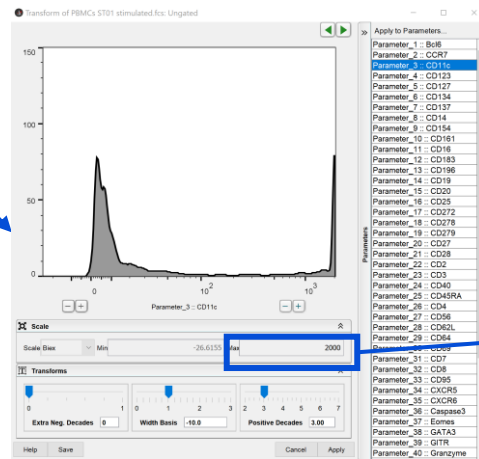 Transform of PBMCs ST01 stimulated.fcs: Ungated
Apply to Parameters...
Parameter_1 :: Bcl6
Parameter_2 :: CCR7
Parameter_3 :: CD11c
Parameter_4 :: CD123
Parameter_5 :: CD127
Parameter_6 :: CD134
Parameter_7 :: CD137
Parameter_8 :: CD14
Parameter_9 :: CD154
Parameter_10 :: CD161
Parameter_11 :: CD16
Parameter_12 :: CD183
Parameter_13 :: CD196
Parameter_14 :: CD19
Parameter_15 :: CD20
Parameter_16 :: CD25
Parameter_17 :: CD272
Parameter_18 :: CD278
Parameter_19 :: CD279
Parameter_20 :: CD27
Parameter_21 :: CD28
Parameter_22 :: CD2
Parameter_23 :: CD3
Parameter_24 :: CD40
Parameter_25 :: CD45RA
Parameter_26 :: CD4
Parameter_27 :: CD56
Parameter_28 :: CD62L
Parameter_29 :: CD64
Parameter_31 :: CD7
Parameter_32 :: CD8
Parameter_33 :: CD95
Parameter_34 :: CXCR5
Parameter_35 :: CXCR6
Parameter_36 :: Caspase3
Parameter_37 :: Eomes
Parameter_38 :: GATA3
Parameter_39 :: GITR
Parameter_40 :: Granzyme
Parameters
150
100
50
0
0 10² 10³
Parameter_3 :: CD11c
Scale
Scale Biex Min -26.6155 Max 2000
Transforms
0 1
Extra Neg. Decades 0
0 1 2 3
Width Basis -10.0
2 3 4 5 6 7
Positive Decades 3.00
Help Save Cancel Apply